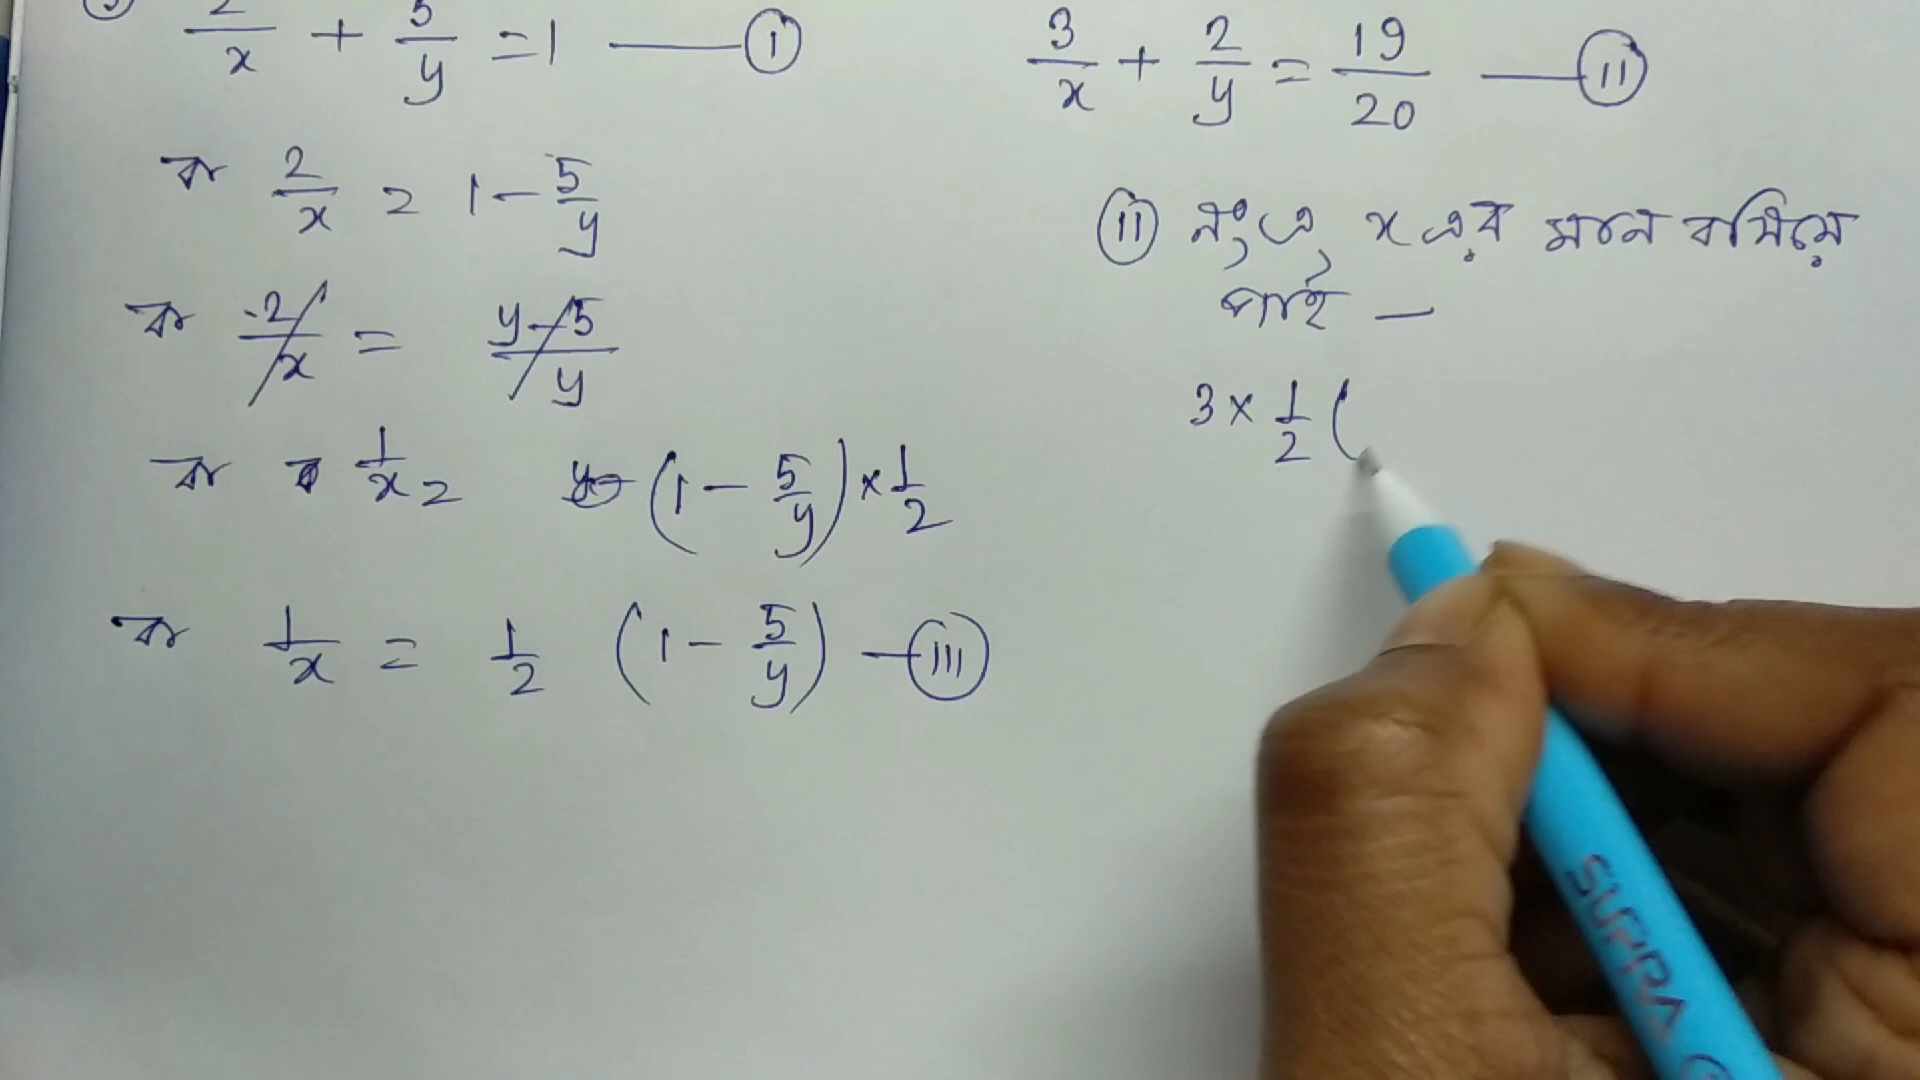 2/x + 5/y = 1 —— (i)
বা 2/x = 1 - 5/y
বা 2/x = y-5/y
বা 1/x = (1 - 5/y) × 1/2
বা 1/x = 1/2 (1 - 5/y) — (iii)
3/x + 2/y = 19/20 —— (ii)
(ii) নং এ, x এর মান বসিয়ে
পাই —
3 × 1/2 (
SUPRA